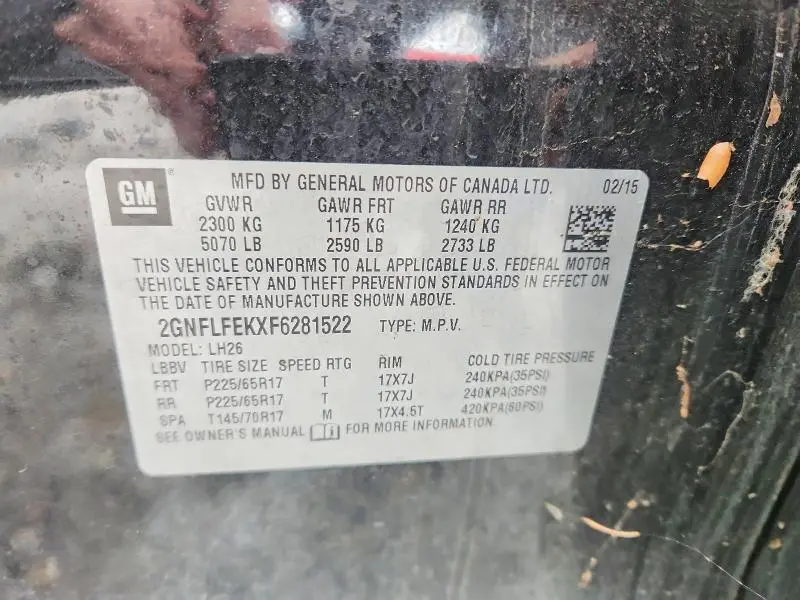 GM
®
MFD BY GENERAL MOTORS OF CANADA LTD. 02/15
GVWR GAWR FRT GAWR RR
2300 KG 1175 KG 1240 KG
5070 LB 2590 LB 2733 LB
THIS VEHICLE CONFORMS TO ALL APPLICABLE U.S. FEDERAL MOTOR
VEHICLE SAFETY AND THEFT PREVENTION STANDARDS IN EFFECT ON
THE DATE OF MANUFACTURE SHOWN ABOVE.
2GNFLFEKXF6281522 TYPE: M.P.V.
MODEL: LH26
LBBV TIRE SIZE SPEED RTG RIM COLD TIRE PRESSURE
FRT P225/65R17 T 17X7J 240KPA(35PSI)
RR P225/65R17 T 17X7J 240KPA(35PSI)
SPA T145/70R17 M 17X4.5T 420KPA(60PSI)
SEE OWNER'S MANUAL FOR MORE INFORMATION